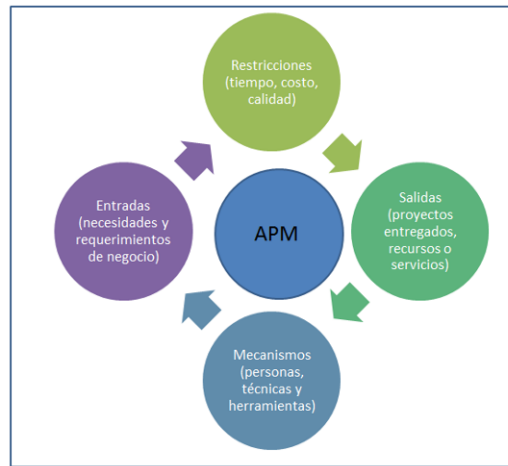 Restricciones
(tiempo, costo,
calidad)
Entradas
(necesidades y
requerimientos
de negocio)
APM
Salidas
(proyectos
entregados,
recursos o
servicios)
Mecanismos
(personas,
técnicas y
herramientas)